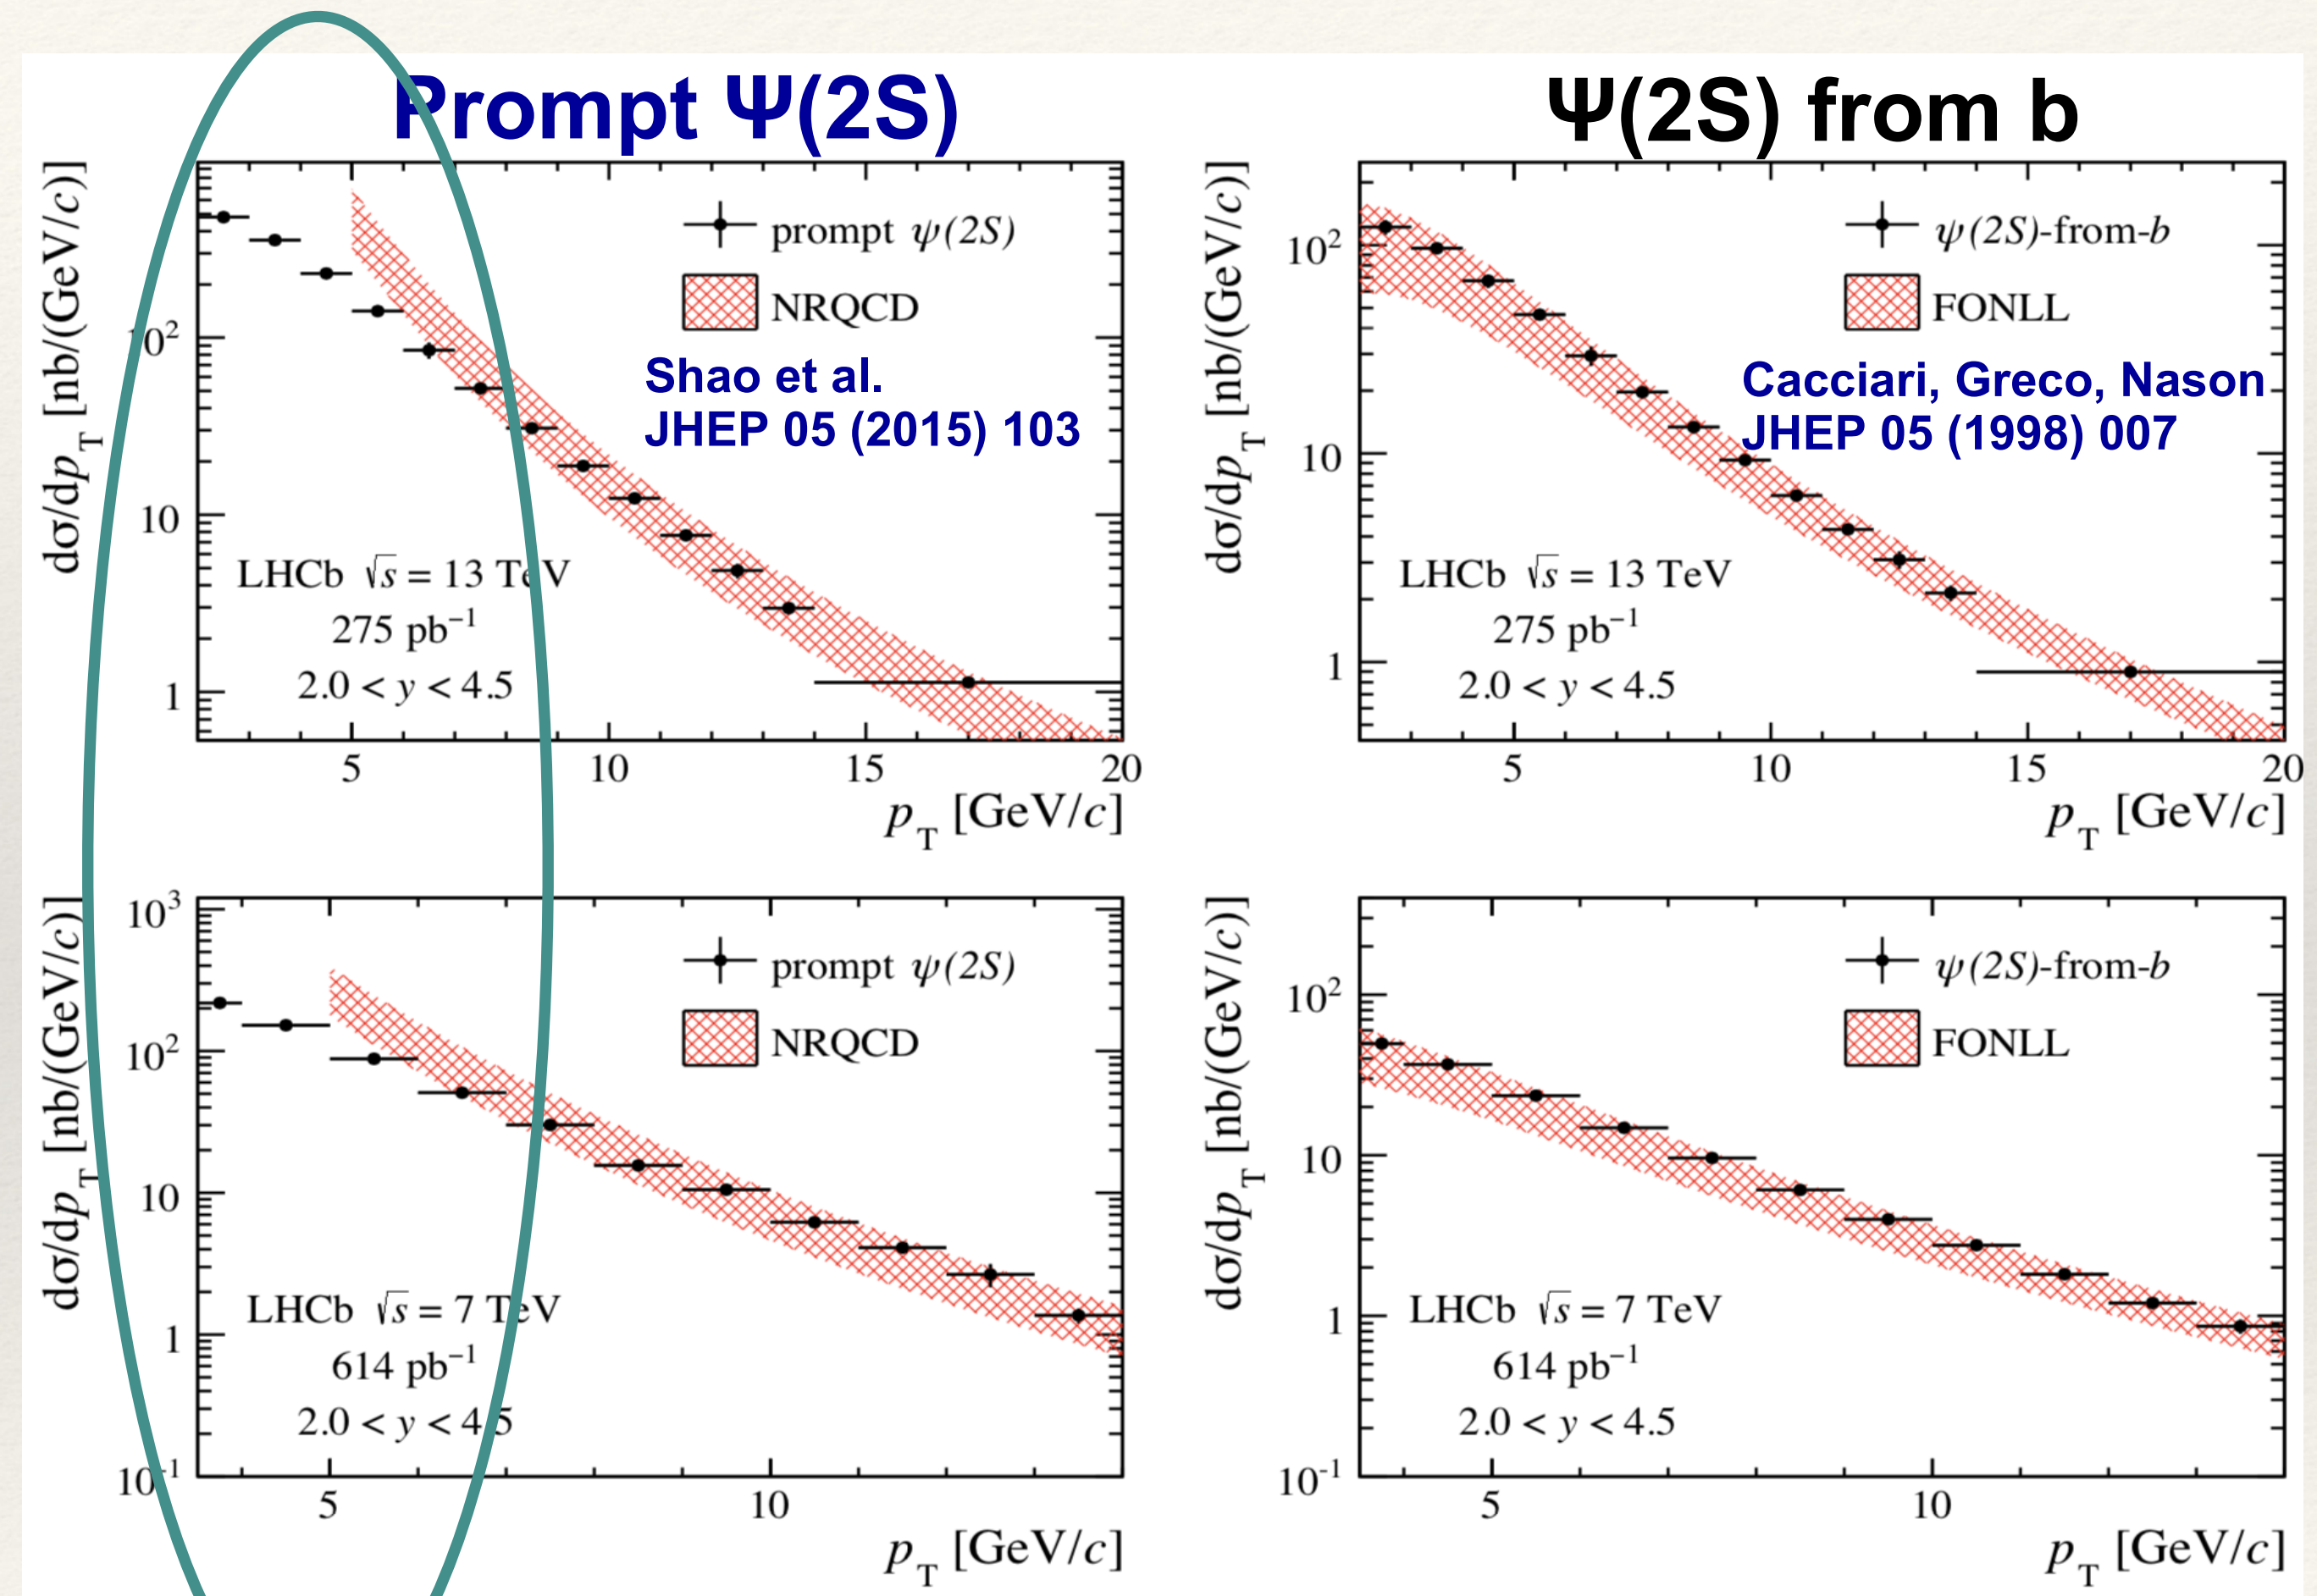 Prompt Ψ(2S)
dσ/dp_T [nb/(GeV/c)]
prompt ψ(2S)
NRQCD
Shao et al.
JHEP 05 (2015) 103
LHCb √s = 13 TeV
275 pb⁻¹
2.0 < y < 4.5
10²
10
1
5 10 15 20
p_T [GeV/c]
Ψ(2S) from b
dσ/dp_T [nb/(GeV/c)]
ψ(2S)-from-b
FONLL
Cacciari, Greco, Nason
JHEP 05 (1998) 007
LHCb √s = 13 TeV
275 pb⁻¹
2.0 < y < 4.5
10²
10
1
5 10 15 20
p_T [GeV/c]
dσ/dp_T [nb/(GeV/c)]
prompt ψ(2S)
NRQCD
LHCb √s = 7 TeV
614 pb⁻¹
2.0 < y < 4.5
10³
10²
10
1
10⁻¹
5 10
p_T [GeV/c]
dσ/dp_T [nb/(GeV/c)]
ψ(2S)-from-b
FONLL
LHCb √s = 7 TeV
614 pb⁻¹
2.0 < y < 4.5
10²
10
1
10⁻¹
5 10
p_T [GeV/c]